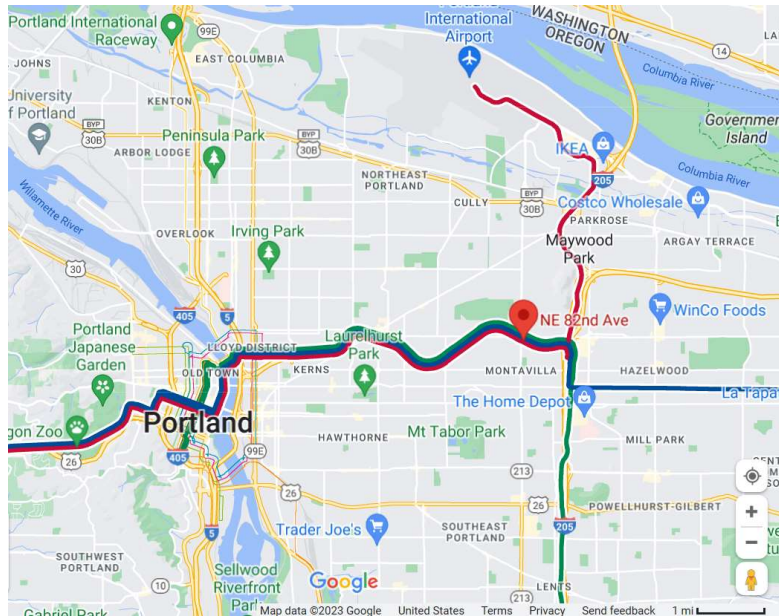 Portland International
Raceway
99E
EAST COLUMBIA
International
Airport
WASHINGTON
OREGON
14
Columbia River
Government
Island
. JOHNS
University
of Portland
KENTON
BYP
30B
BYP
30B
ARBOR LODGE
Peninsula Park
IKEA
205
Columbia River
NORTHEAST
PORTLAND
CULLY
BYP
30B
Costco Wholesale
PARKROSE
Maywood
Park
ARGAY TERRACE
Willamette River
OVERLOOK
Irving Park
30
405
5
WinCo Foods
NE 82nd Ave
Portland
Japanese
Garden
LLOYD DISTRICT
Laurelhurst
Park
OLD TOWN
KERNS
MONTAVILLA
HAZELWOOD
La Tapat
The Home Depot
gon Zoo
Portland
26
405
99E
HAWTHORNE
Mt Tabor Park
MILL PARK
213
26
26
POWELLHURST-GILBERT
5
Trader Joe's
SOUTHEAST
PORTLAND
213
205
SOUTHWEST
PORTLAND
10
Sellwood
Riverfront
Park
Google
LENTS
Gabriel Park
Map data ©2023 Google United States Terms Privacy Send feedback 1 mi